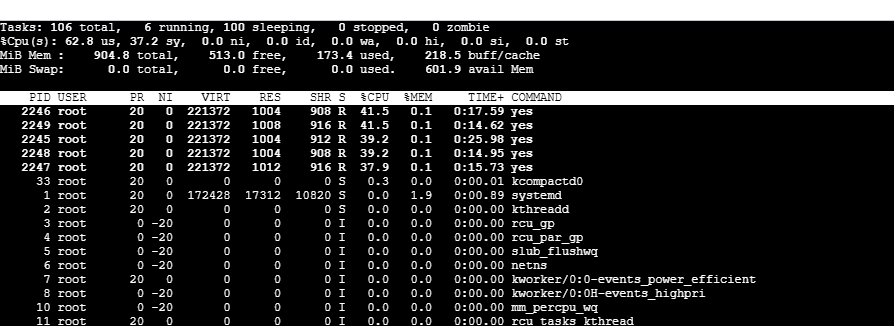 Tasks: 106 total,   6 running, 100 sleeping,   0 stopped,   0 zombie
%Cpu(s): 62.8 us, 37.2 sy,  0.0 ni,  0.0 id,  0.0 wa,  0.0 hi,  0.0 si,  0.0 st
MiB Mem :    904.8 total,    513.0 free,    173.4 used,    218.5 buff/cache
MiB Swap:      0.0 total,      0.0 free,      0.0 used.    601.9 avail Mem
PID USER      PR  NI    VIRT    RES    SHR S  %CPU  %MEM     TIME+ COMMAND
2246 root      20   0  221372   1004    908 R  41.5   0.1   0:17.59 yes
2249 root      20   0  221372   1008    916 R  41.5   0.1   0:14.62 yes
2245 root      20   0  221372   1004    912 R  39.2   0.1   0:25.98 yes
2248 root      20   0  221372   1004    908 R  39.2   0.1   0:14.95 yes
2247 root      20   0  221372   1012    916 R  37.9   0.1   0:15.73 yes
33 root      20   0       0      0      0 S   0.3   0.0   0:00.01 kcompactd0
1 root      20   0  172428  17312  10820 S   0.0   1.9   0:00.89 systemd
2 root      20   0       0      0      0 S   0.0   0.0   0:00.00 kthreadd
3 root       0 -20       0      0      0 I   0.0   0.0   0:00.00 rcu_gp
4 root       0 -20       0      0      0 I   0.0   0.0   0:00.00 rcu_par_gp
5 root       0 -20       0      0      0 I   0.0   0.0   0:00.00 slub_flushwq
6 root       0 -20       0      0      0 I   0.0   0.0   0:00.00 netns
7 root      20   0       0      0      0 I   0.0   0.0   0:00.00 kworker/0:0-events_power_efficient
8 root       0 -20       0      0      0 I   0.0   0.0   0:00.00 kworker/0:0H-events_highpri
10 root       0 -20       0      0      0 I   0.0   0.0   0:00.00 mm_percpu_wq
11 root      20   0       0      0      0 I   0.0   0.0   0:00.00 rcu_tasks_kthread